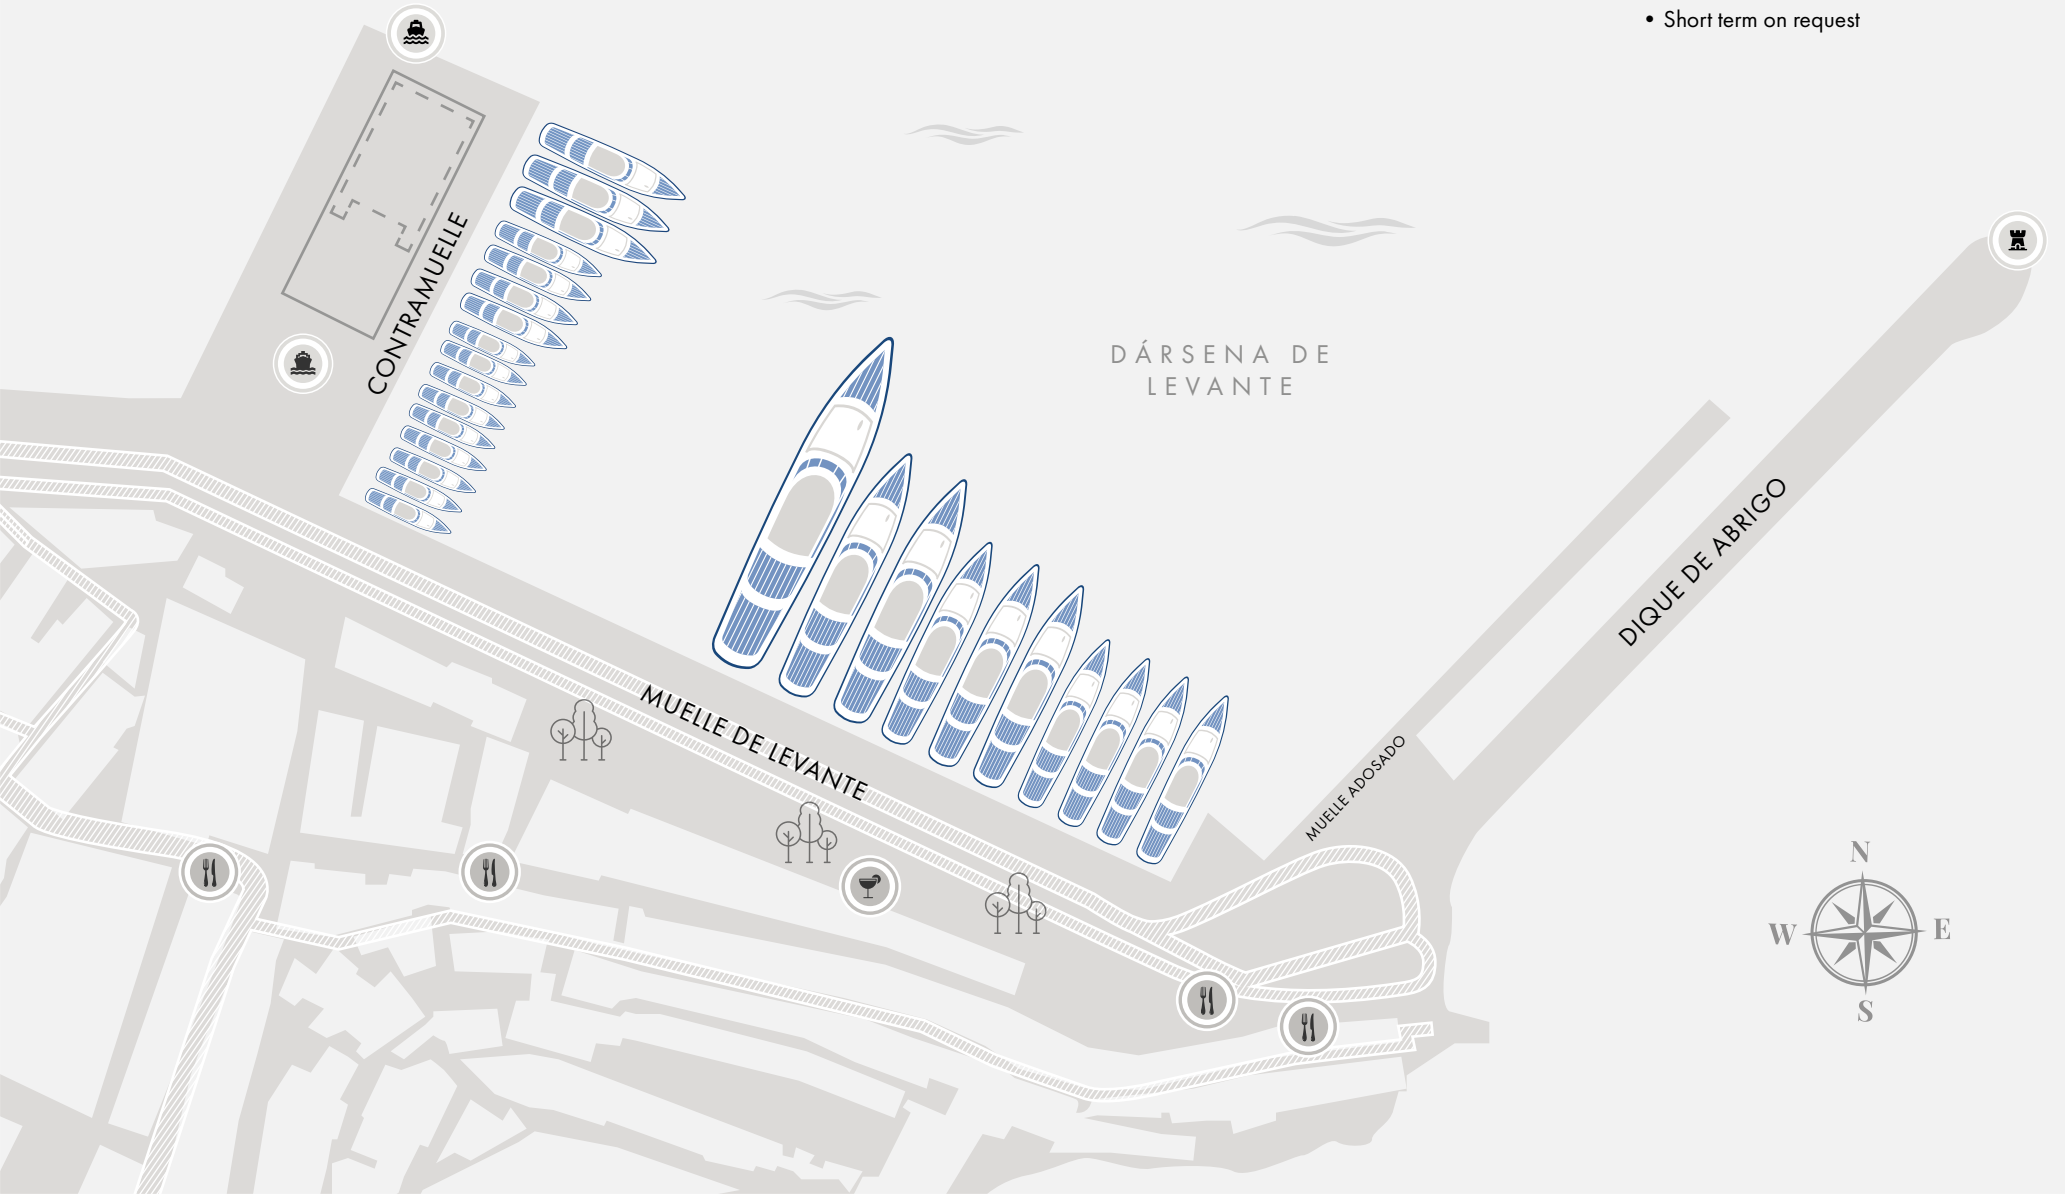 • Short term on request
CONTRAMUELLE
DÁRSENA DE
LEVANTE
DIQUE DE ABRIGO
MUELLE DE LEVANTE
MUELLE ADOSADO
N
W
E
S